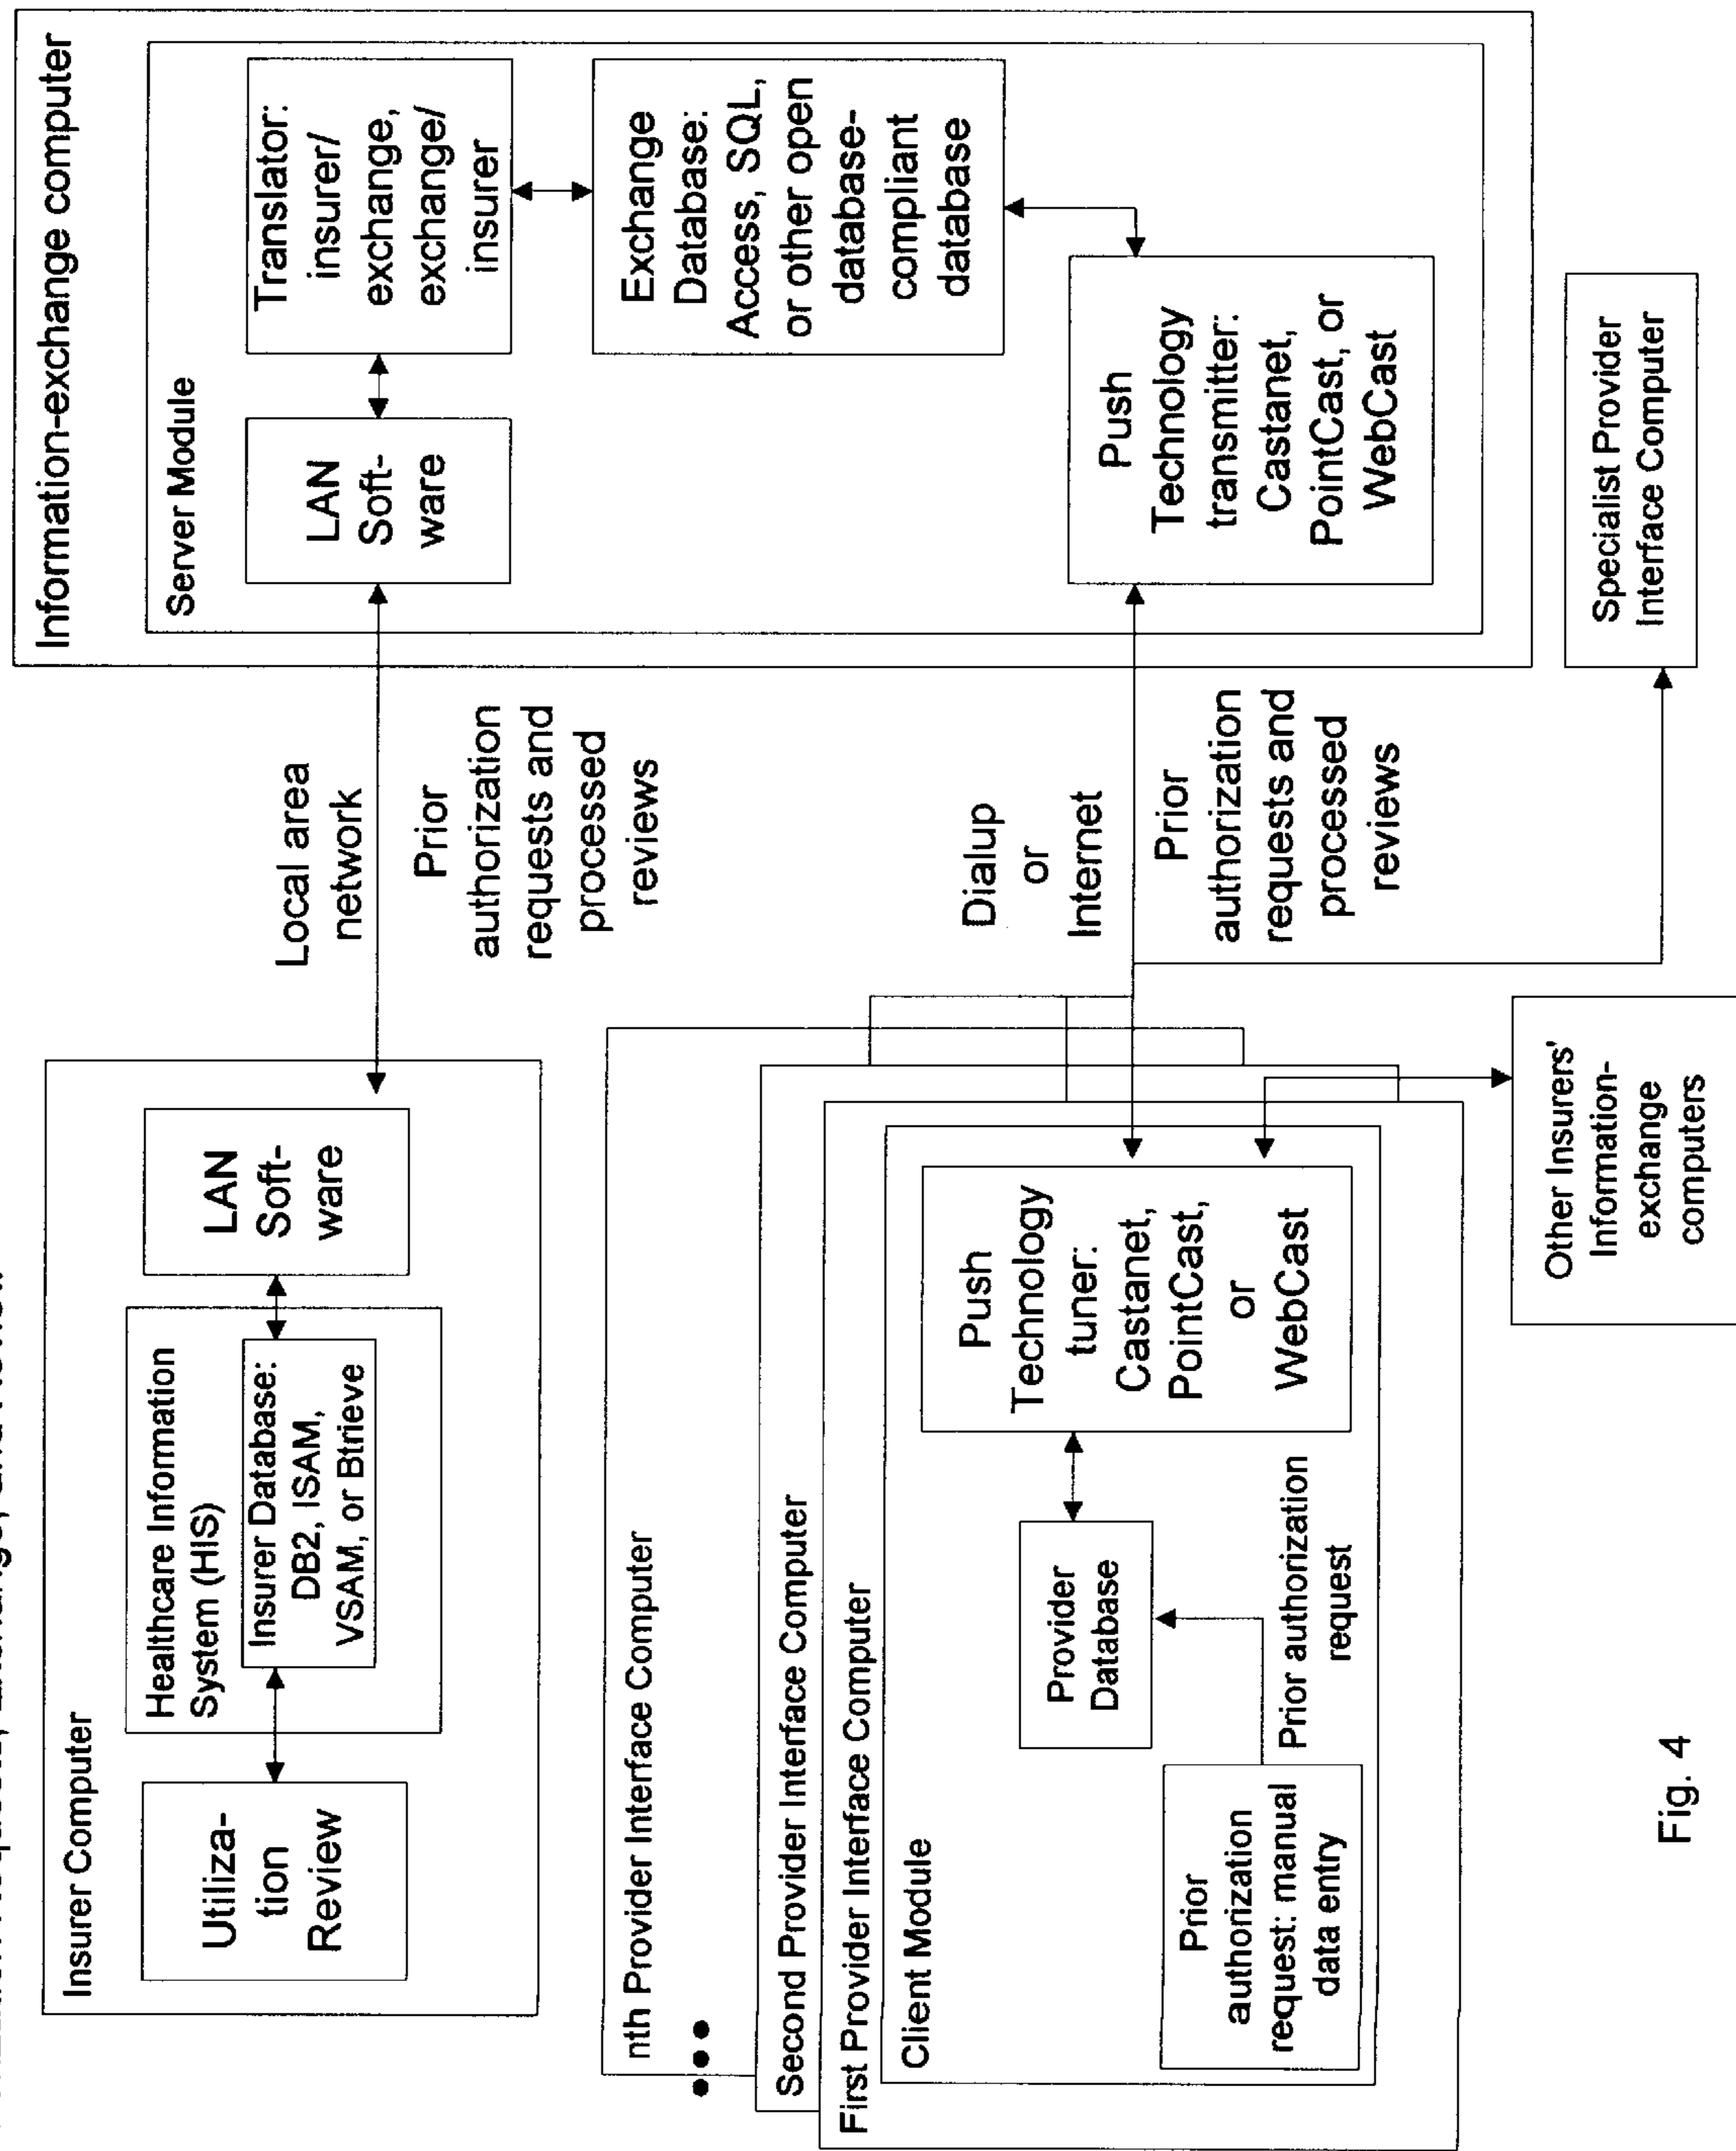 Insurer Computer
Utiliza-
tion
Review
Healthcare Information
System (HIS)
Insurer Database:
DB2, ISAM,
VSAM, or Btrieve
LAN
Soft-
ware
Local area
network
Prior
authorization
requests and
processed
reviews
Information-exchange computer
Server Module
LAN
Soft-
ware
Translator:
insurer/
exchange,
exchange/
insurer
Exchange
Database:
Access, SQL,
or other open
database-
compliant
database
Push
Technology
transmitter:
Castanet,
PointCast, or
WebCast
nth Provider Interface Computer
Second Provider Interface Computer
First Provider Interface Computer
Client Module
Prior
authorization
request: manual
data entry
Prior authorization
request
Provider
Database
Push
Technology
tuner:
Castanet,
PointCast,
or
WebCast
Dialup
or
Internet
Prior
authorization
requests and
processed
reviews
Other Insurers'
Information-
exchange
computers
Specialist Provider
Interface Computer
Fig. 4